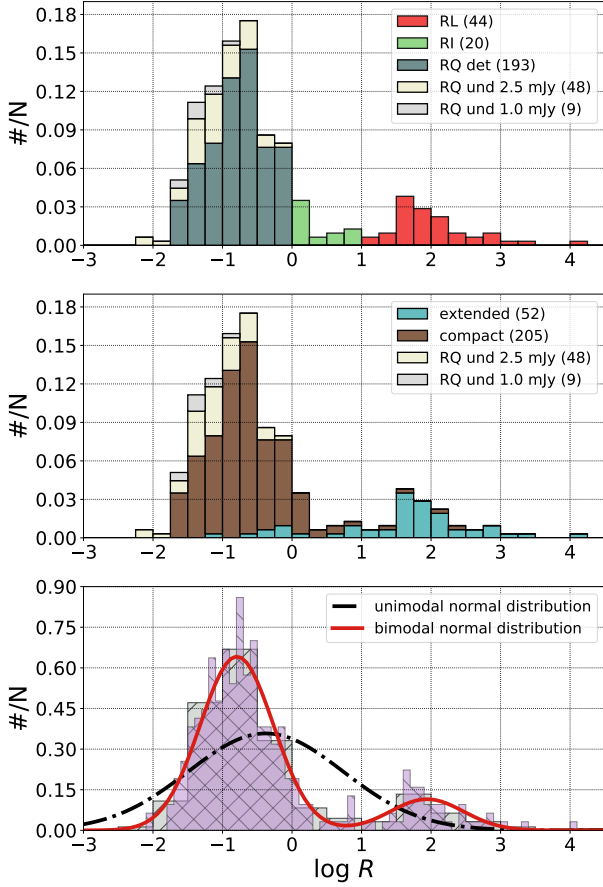 0.18
0.15
0.12
0.09
0.06
0.03
0.00
#/N
RL (44)
RI (20)
RQ det (193)
RQ und 2.5 mJy (48)
RQ und 1.0 mJy (9)
−3 −2 −1 0 1 2 3 4
0.18
0.15
0.12
0.09
0.06
0.03
0.00
#/N
extended (52)
compact (205)
RQ und 2.5 mJy (48)
RQ und 1.0 mJy (9)
−3 −2 −1 0 1 2 3 4
0.90
0.75
0.60
0.45
0.30
0.15
0.00
#/N
unimodal normal distribution
bimodal normal distribution
−3 −2 −1 0 1 2 3 4
log R